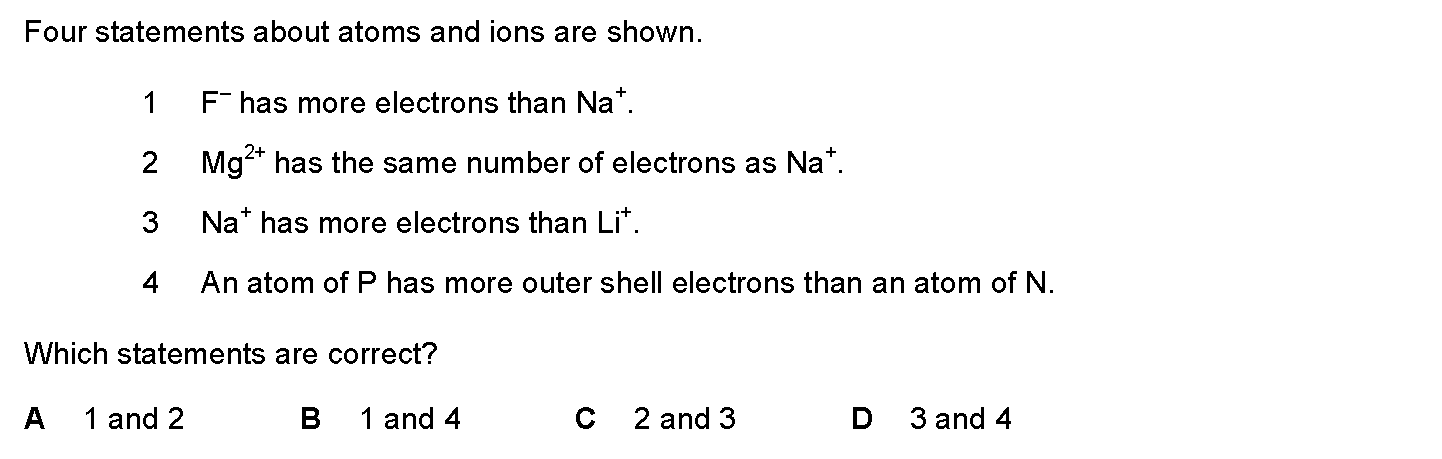 Four statements about atoms and ions are shown.
1 F⁻ has more electrons than Na⁺.
2 Mg²⁺ has the same number of electrons as Na⁺.
3 Na⁺ has more electrons than Li⁺.
4 An atom of P has more outer shell electrons than an atom of N.
Which statements are correct?
A 1 and 2 B 1 and 4 C 2 and 3 D 3 and 4